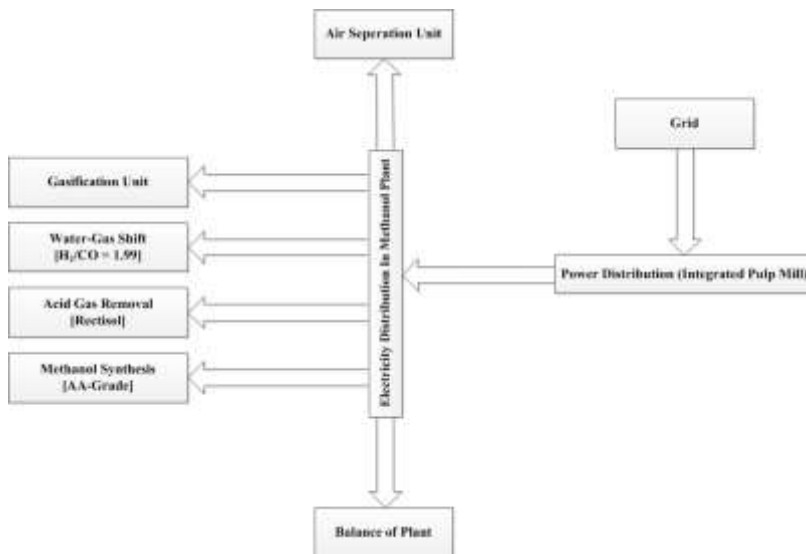 Air Seperation Unit
Grid
Gasification Unit
Water-Gas Shift
[H₂/CO = 1.99]
Electricity Distribution In Methanol Plant
Power Distribution (Integrated Pulp Mill)
Acid Gas Removal
[Rectisol]
Methanol Synthesis
[AA-Grade]
Balance of Plant